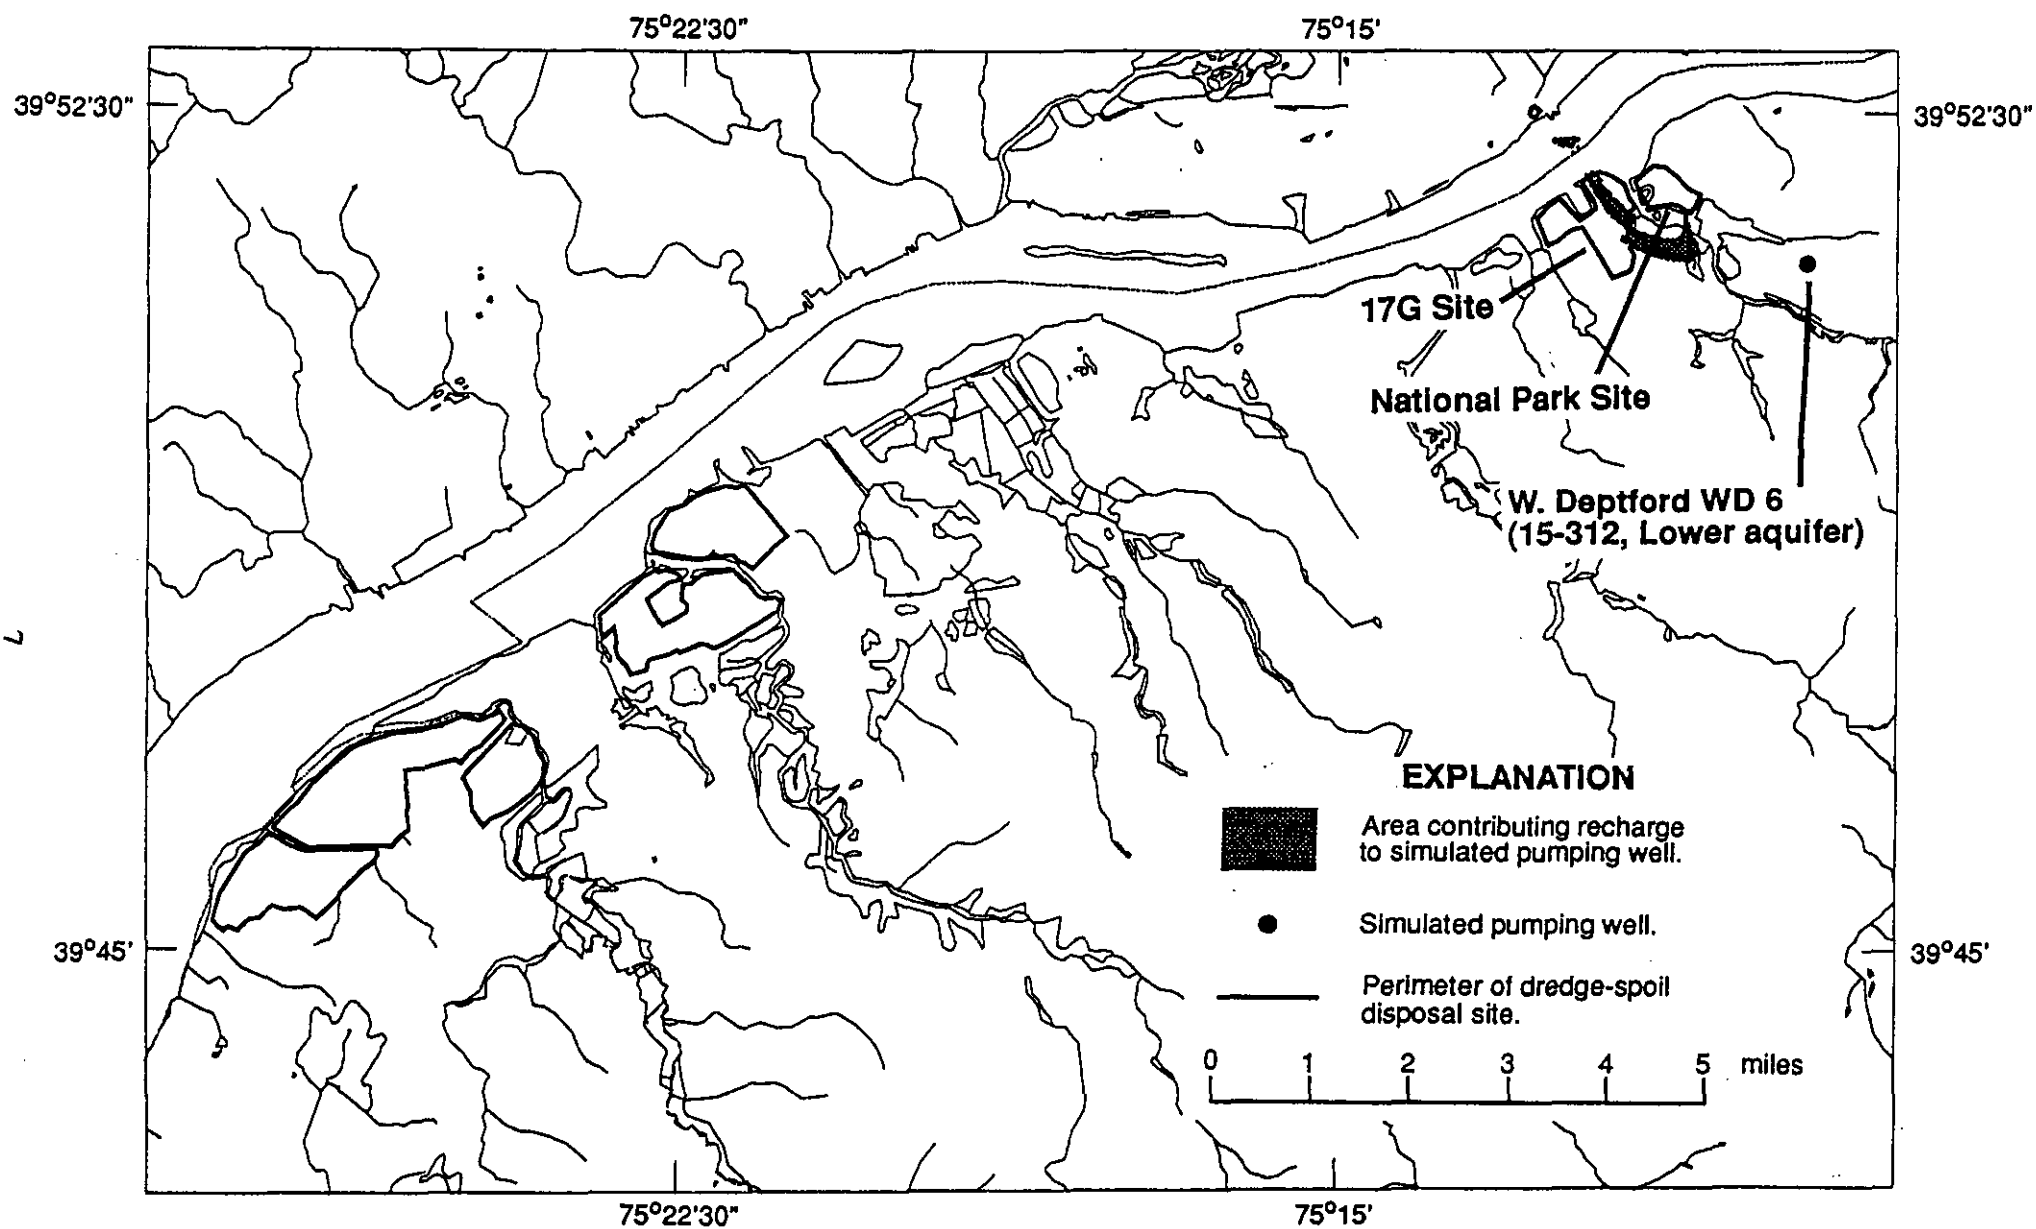 75°22'30"
75°15'
39°52'30"
39°52'30"
17G Site
National Park Site
W. Deptford WD 6
(15-312, Lower aquifer)
EXPLANATION
Area contributing recharge
to simulated pumping well.
Simulated pumping well.
39°45'
39°45'
Perimeter of dredge-spoil
disposal site.
0 1 2 3 4 5 miles
75°22'30"
75°15'